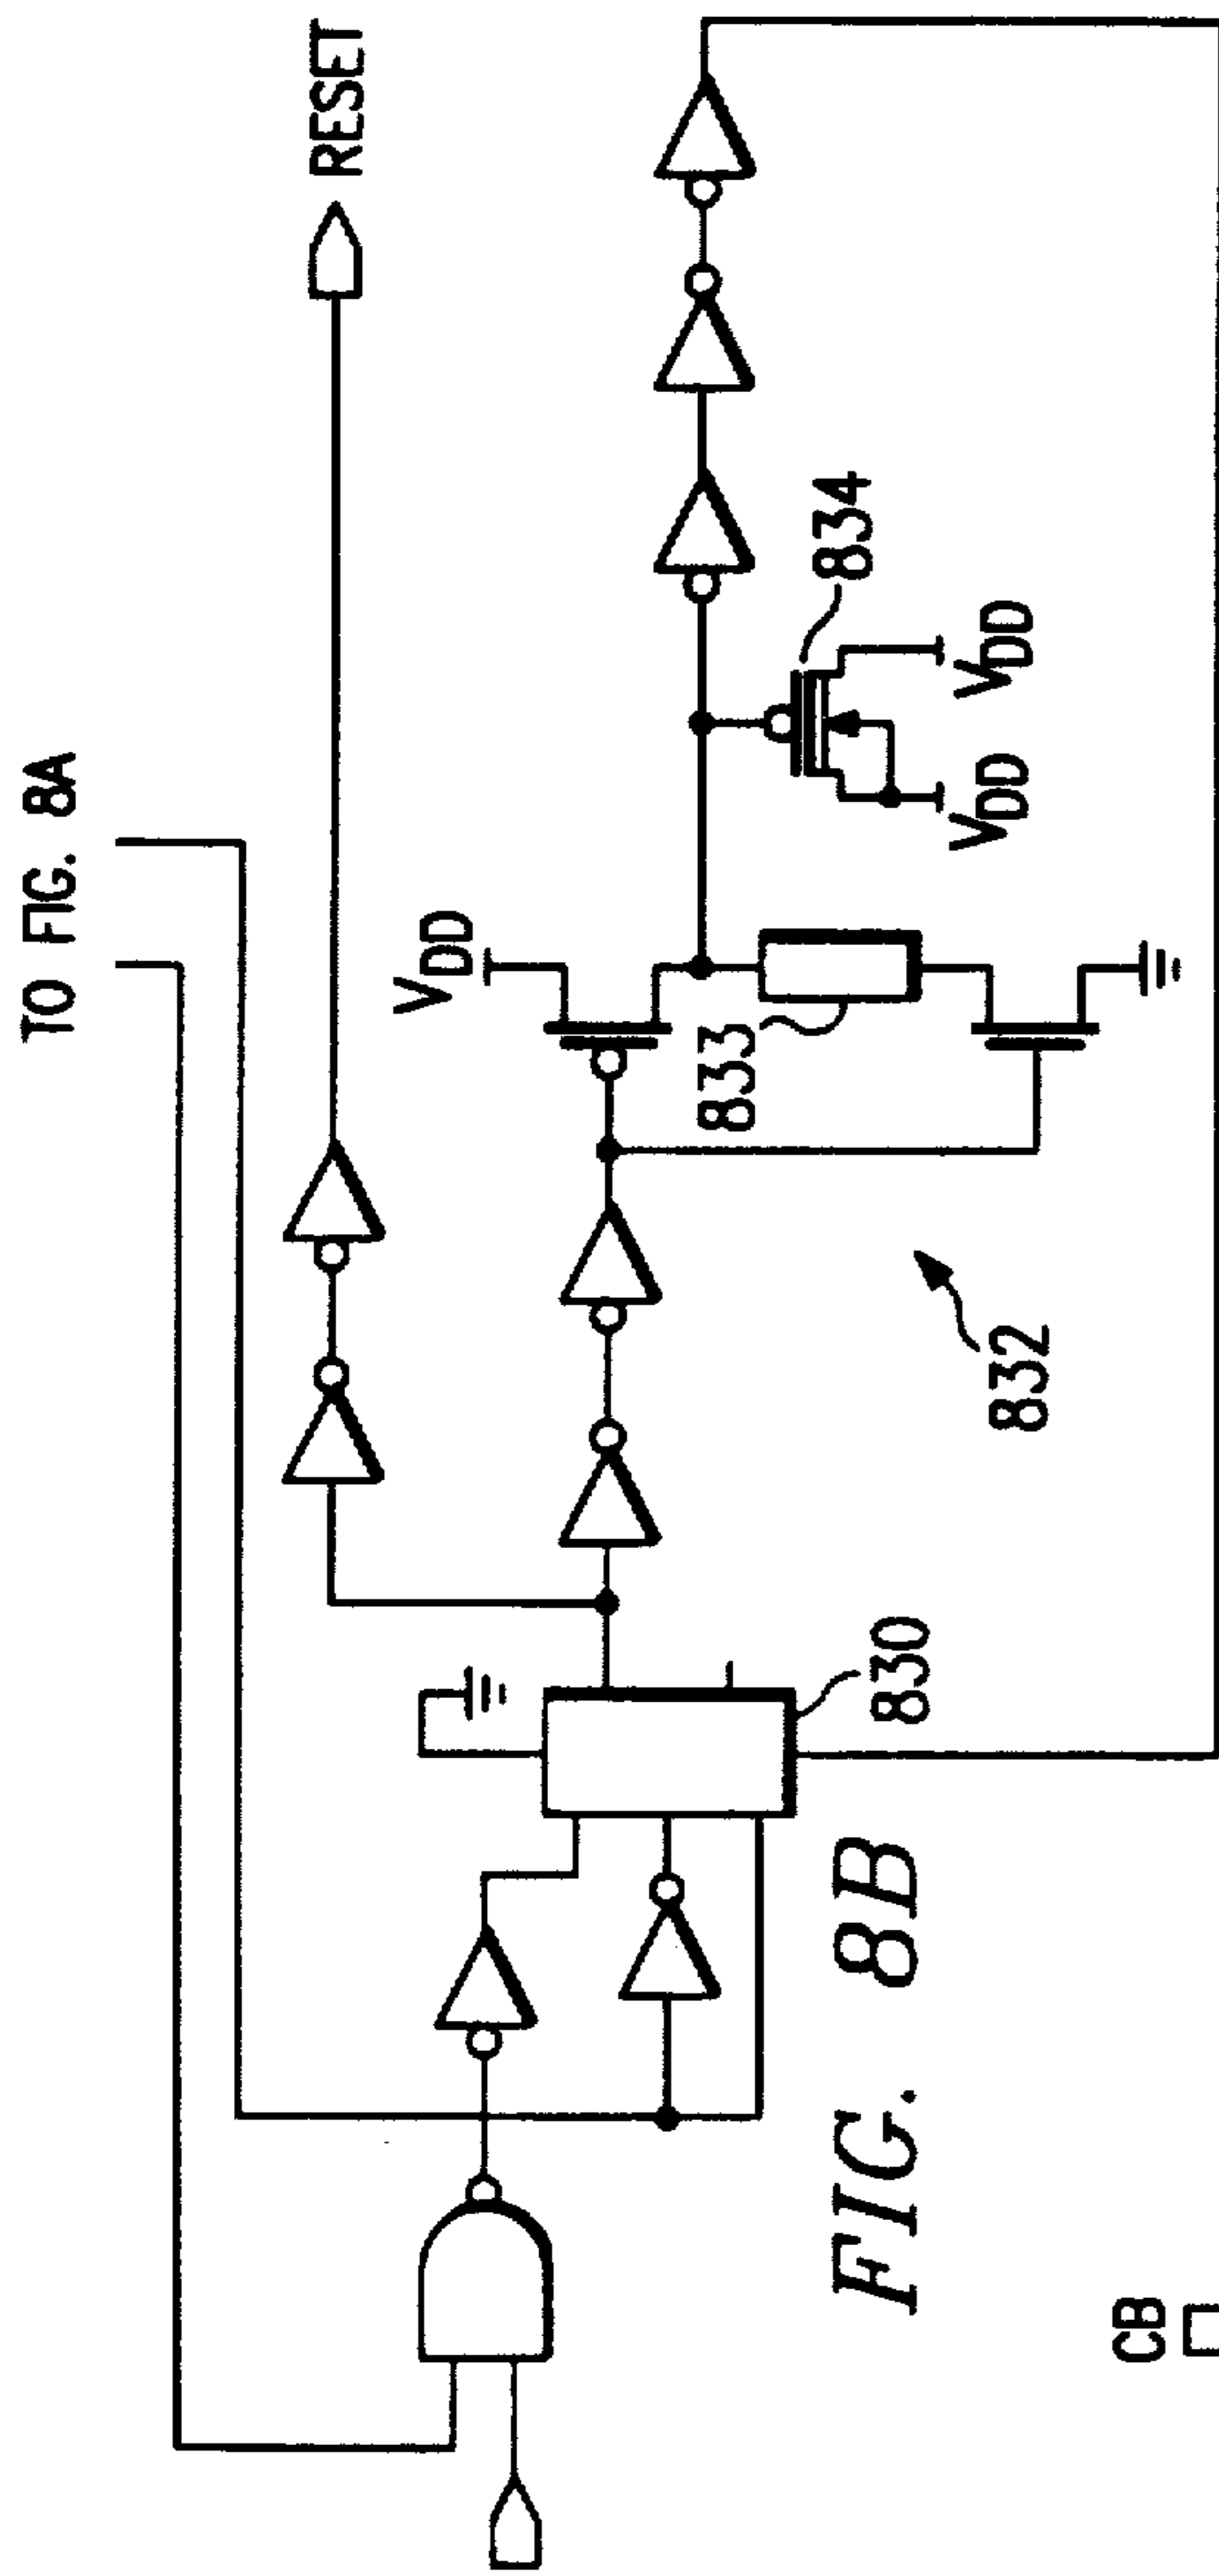 TO FIG. 8A
RESET
V_DD
833
834
V_DD
V_DD
832
830
FIG. 8B
CB